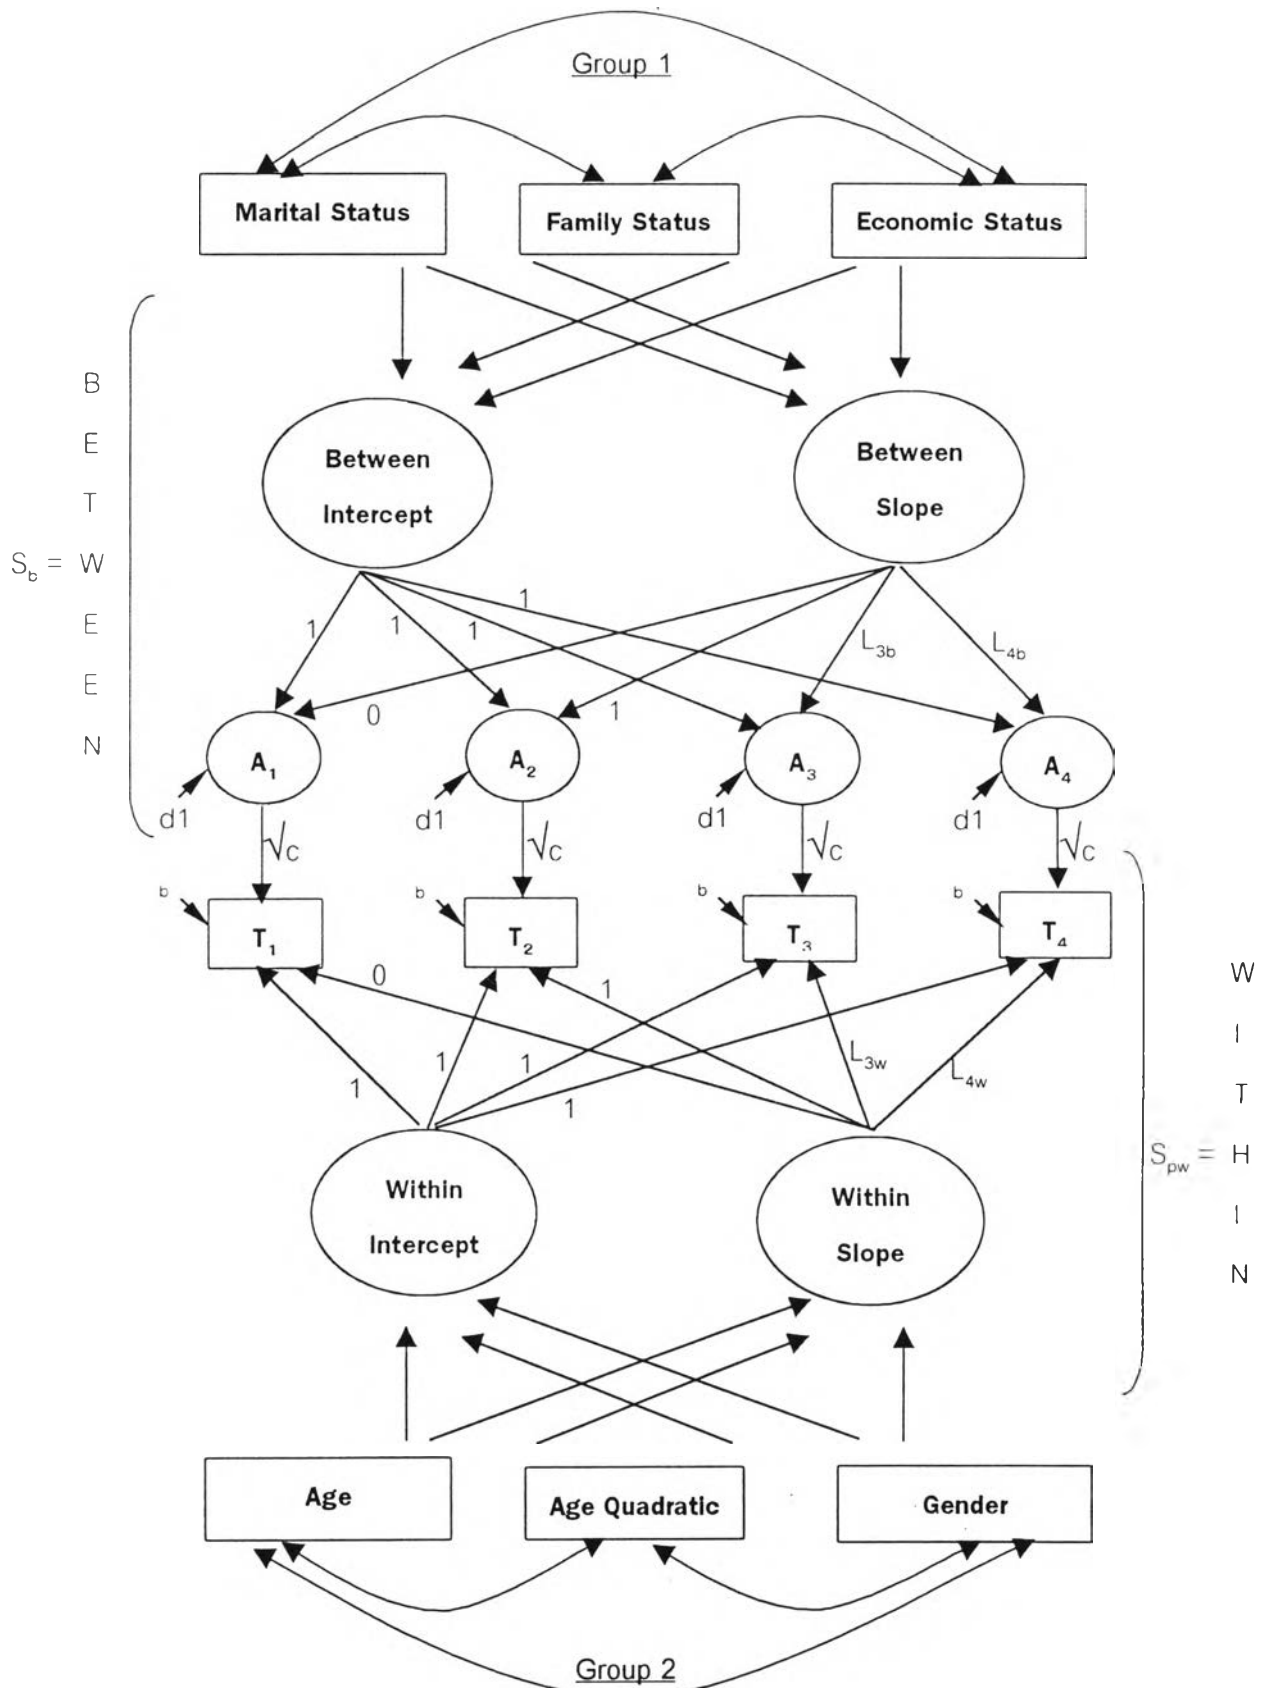 Group 1
Marital Status
Family Status
Economic Status
B
E
T
S_b = W
E
E
N
Between
Intercept
Between
Slope
1
1
1
1
L_3b
L_4b
0
1
A_1
A_2
A_3
A_4
d1
d1
d1
d1
√c
√c
√c
√c
b
b
b
b
T_1
T_2
T_3
T_4
0
1
1
1
1
1
L_3w
L_4w
Within
Intercept
Within
Slope
W
I
T
S_pw = H
I
N
Age
Age Quadratic
Gender
Group 2